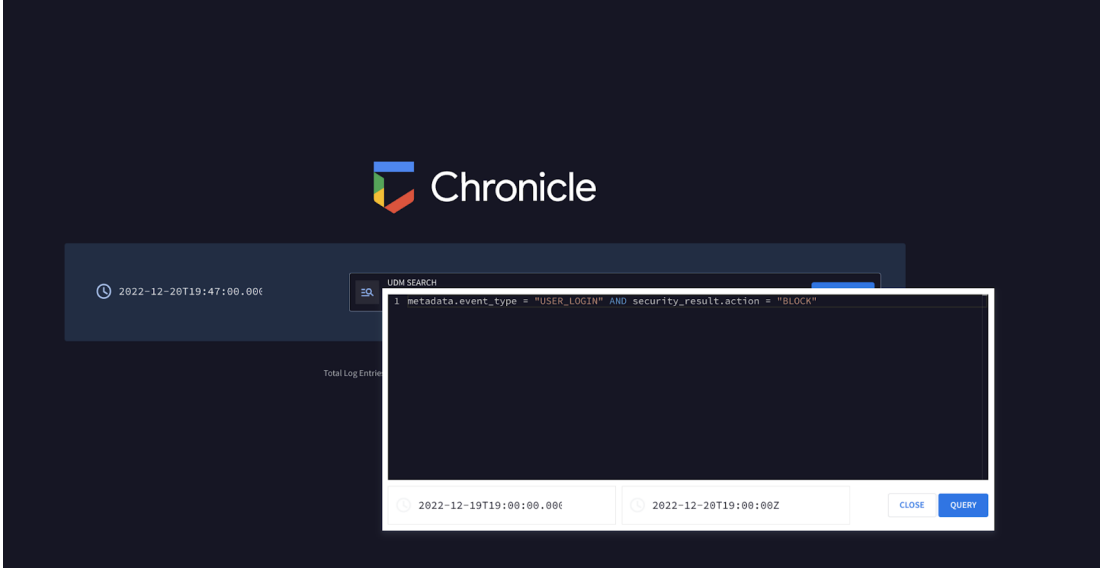 Chronicle
2022-12-20T19:47:00.00
UDM SEARCH
1 metadata.event_type = "USER_LOGIN" AND security_result.action = "BLOCK"
Total Log Entrie
2022-12-19T19:00:00.00
2022-12-20T19:00:00Z
CLOSE
QUERY